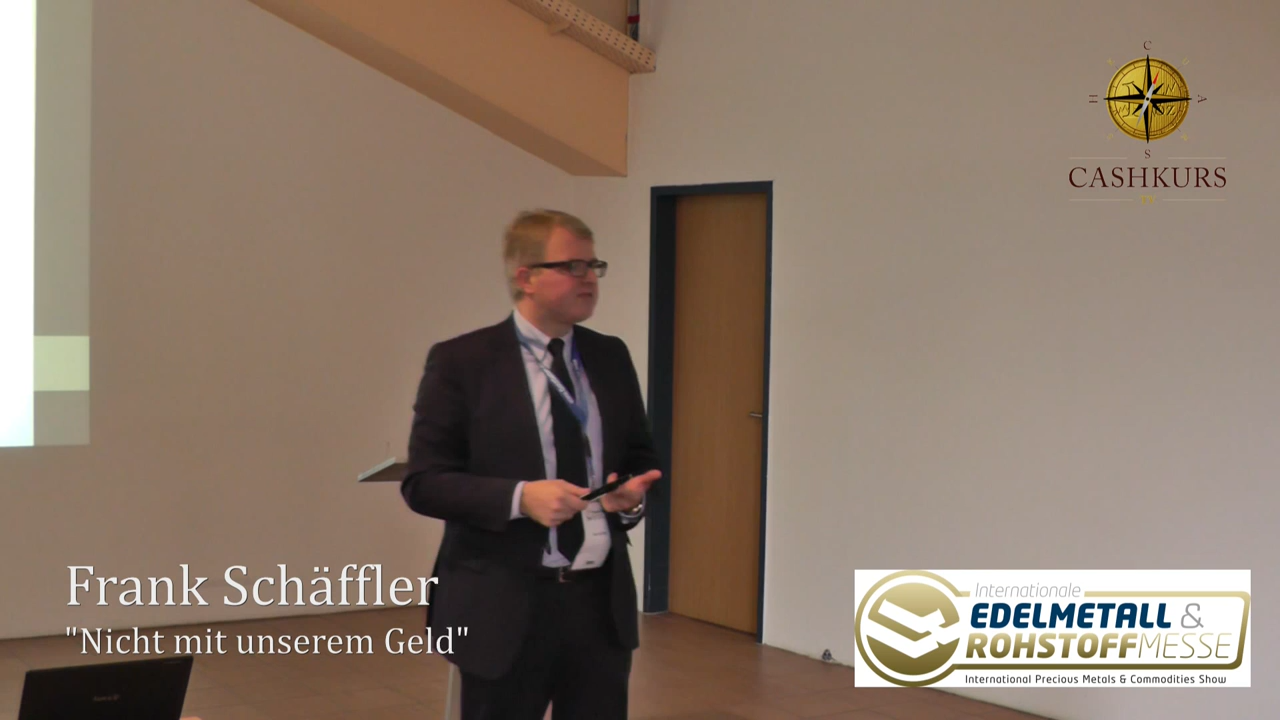 C
H A
S
CASHKURS
Frank Schäffler
"Nicht mit unserem Geld"
Internationale
EDELMETALL &
ROHSTOFFMESSE
International Precious Metals & Commodities Show